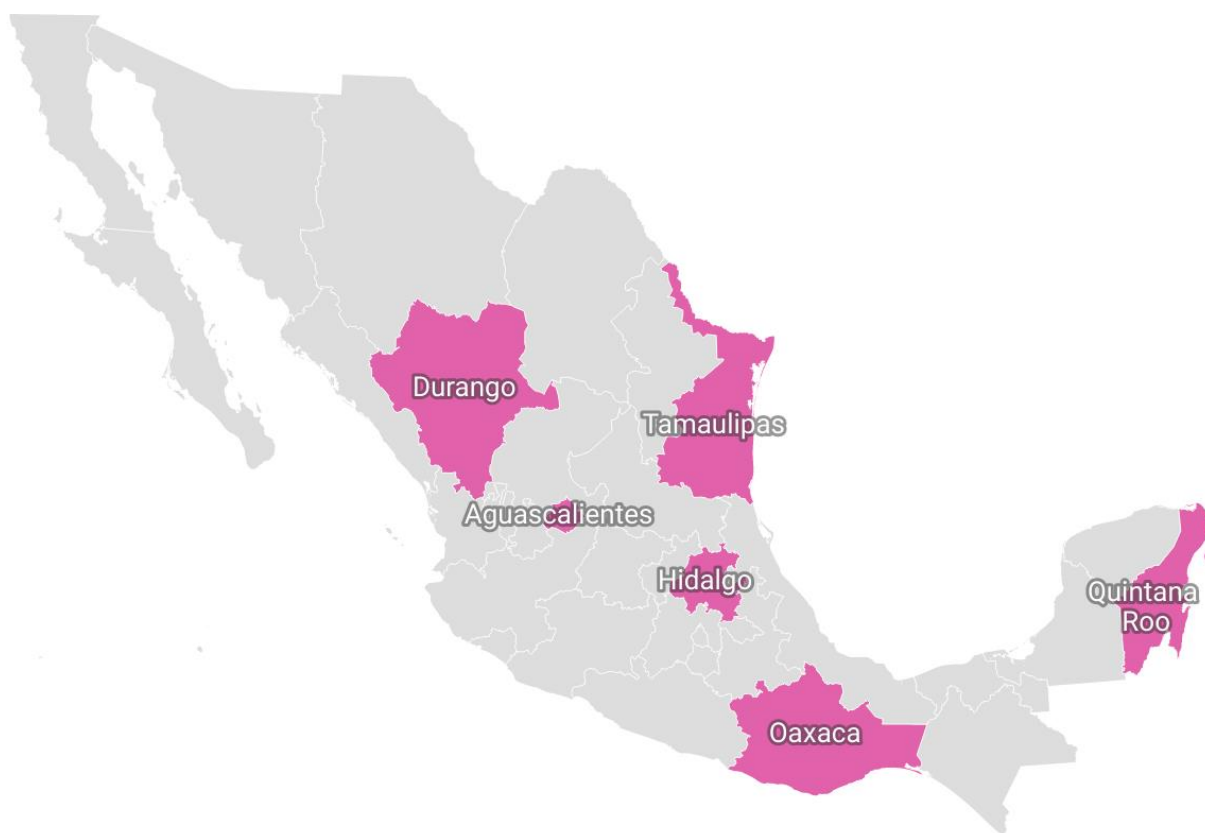 Durango
Tamaulipas
Aguascalientes
Hidalgo
Quintana
Roo
Oaxaca